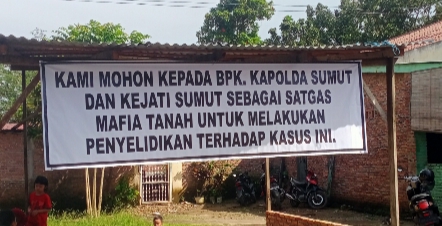 KAMI MOHON KEPADA BPK. KAPOLDA SUMUT
DAN KEJATI SUMUT SEBAGAI SATGAS
MAFIA TANAH UNTUK MELAKUKAN
PENYELIDIKAN TERHADAP KASUS INI.